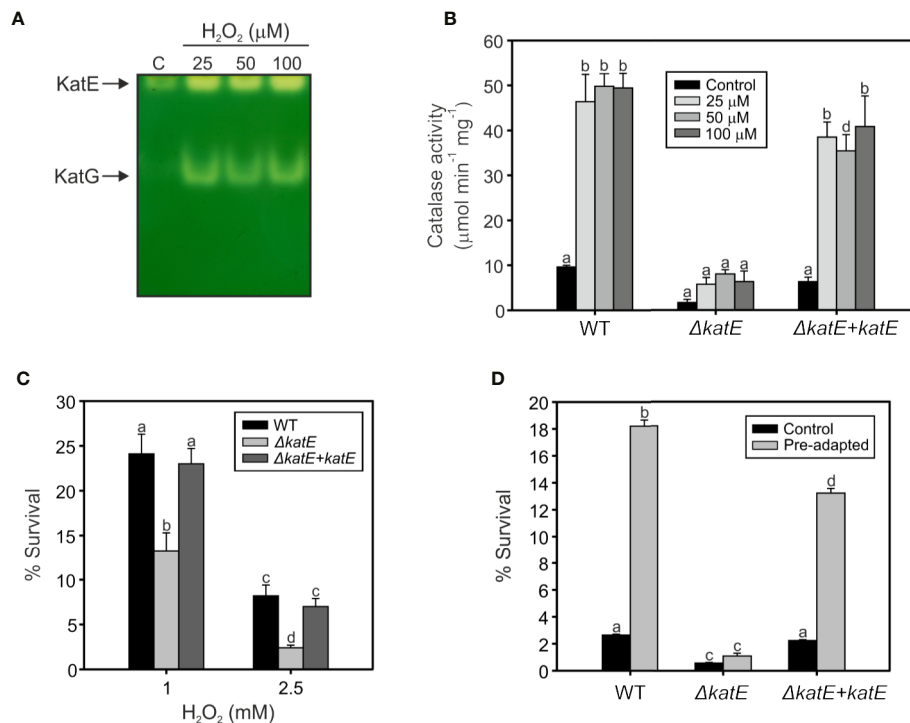 A
H₂O₂ (μM)
C 25 50 100
KatE
KatG
B
Catalase activity
(μmol min⁻¹ mg⁻¹)
60
50
40
30
20
10
0
Control
25 μM
50 μM
100 μM
a b b b
a a a a
a b d b
WT ΔkatE ΔkatE+katE
C
% Survival
30
25
20
15
10
5
0
WT
ΔkatE
ΔkatE+katE
a b a
c d c
1 2.5
H₂O₂ (mM)
D
% Survival
20
18
16
14
12
10
8
6
4
2
0
Control
Pre-adapted
a b
c c
a d
WT ΔkatE ΔkatE+katE